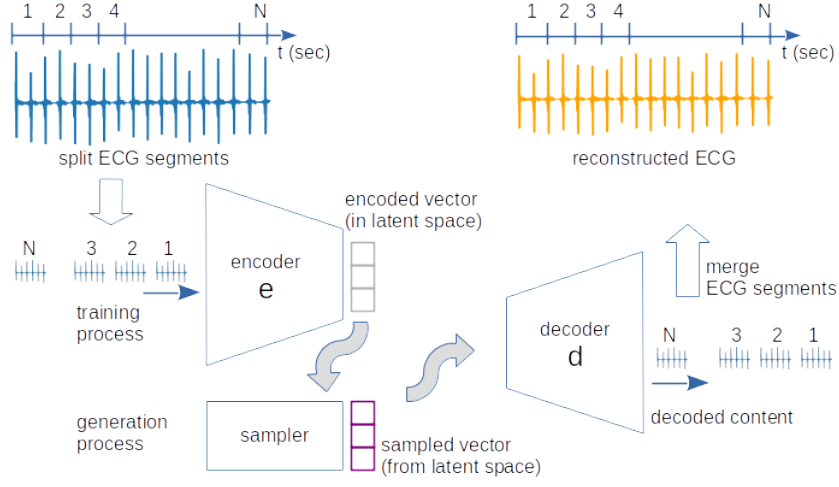 1 2 3 4 N
t (sec)
split ECG segments
1 2 3 4 N
t (sec)
reconstructed ECG
encoded vector
(in latent space)
N 3 2 1
encoder
e
training
process
merge
ECG segments
decoder
d
N 3 2 1
decoded content
generation
process
sampler
sampled vector
(from latent space)